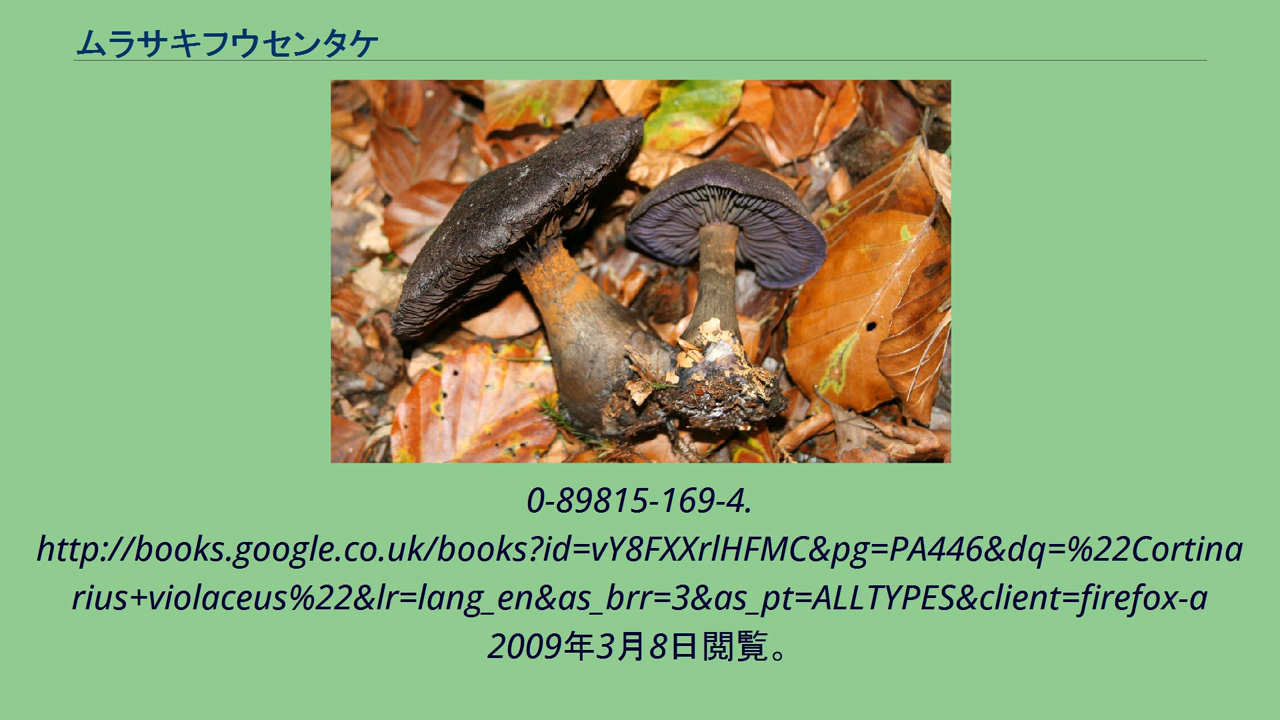 ムラサキフウセンタケ
0-89815-169-4.
http://books.google.co.uk/books?id=vY8FXXrlHFMC&pg=PA446&dq=%22Cortina
rius+violaceus%22&lr=lang_en&as_brr=3&as_pt=ALLTYPES&client=firefox-a
2009年3月8日閲覧。